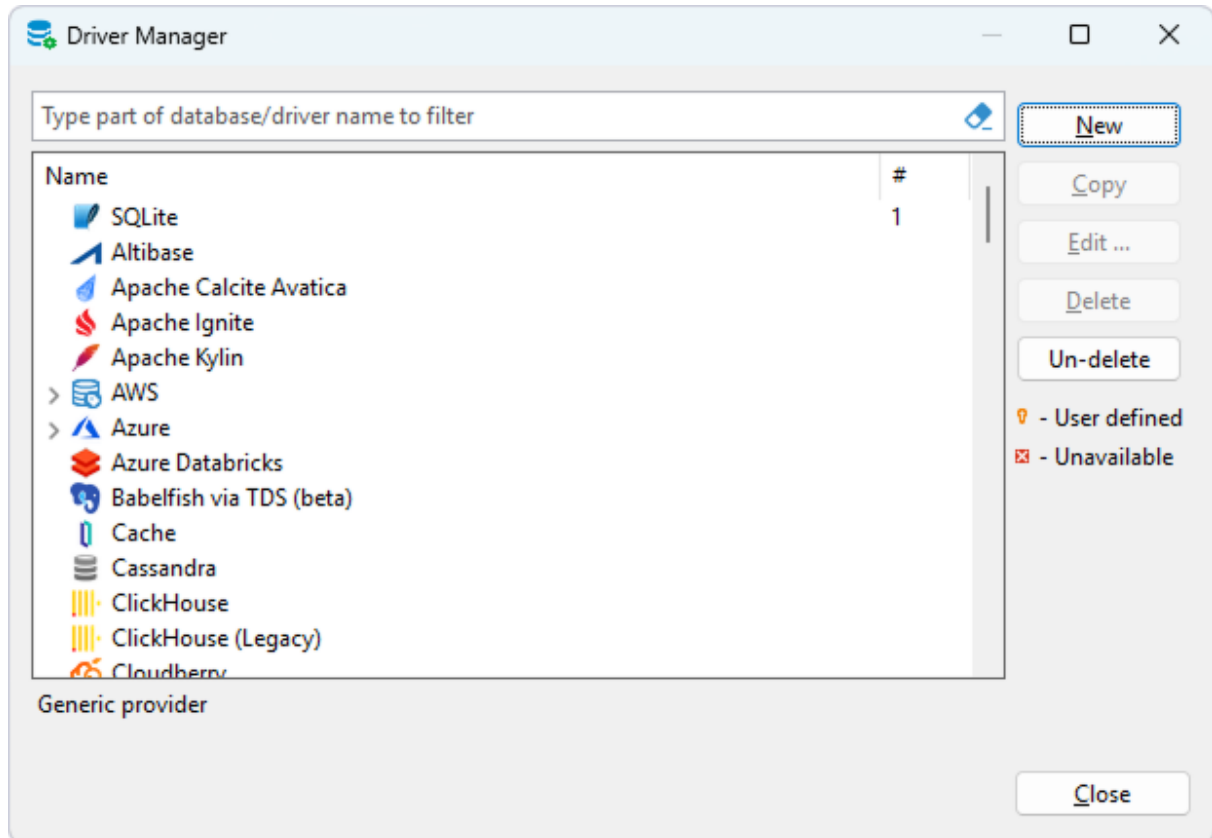 Driver Manager
Type part of database/driver name to filter
New
Name #
Copy
SQLite 1
Edit ...
Altibase
Apache Calcite Avatica
Delete
Apache Ignite
Apache Kylin
Un-delete
AWS
- User defined
Azure
- Unavailable
Azure Databricks
Babelfish via TDS (beta)
Cache
Cassandra
ClickHouse
ClickHouse (Legacy)
Cloudberry
Generic provider
Close